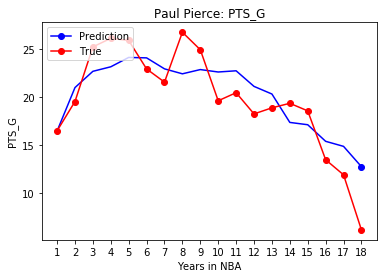 Paul Pierce: PTS_G
Prediction
True
25
20
15
10
PTS_G
1 2 3 4 5 6 7 8 9 10 11 12 13 14 15 16 17 18
Years in NBA